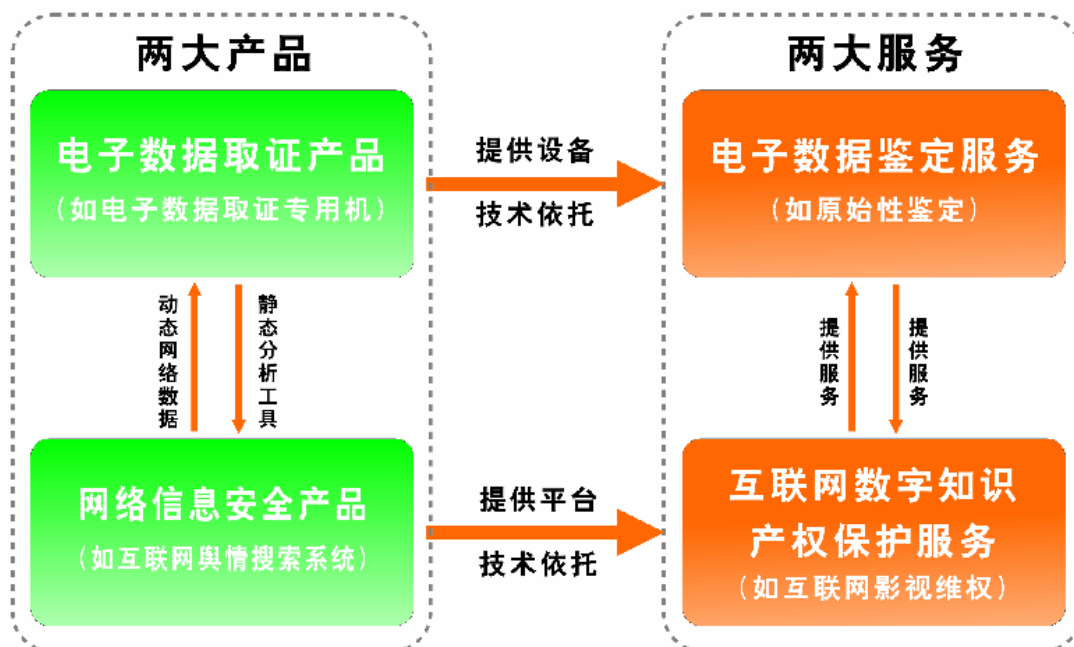 两大产品
电子数据取证产品
（如电子数据取证专用机）
动态网络数据
静态分析工具
网络信息安全产品
（如互联网舆情搜索系统）
提供设备
技术依托
提供平台
技术依托
两大服务
电子数据鉴定服务
（如原始性鉴定）
提供服务
提供服务
互联网数字知识
产权保护服务
（如互联网影视维权）